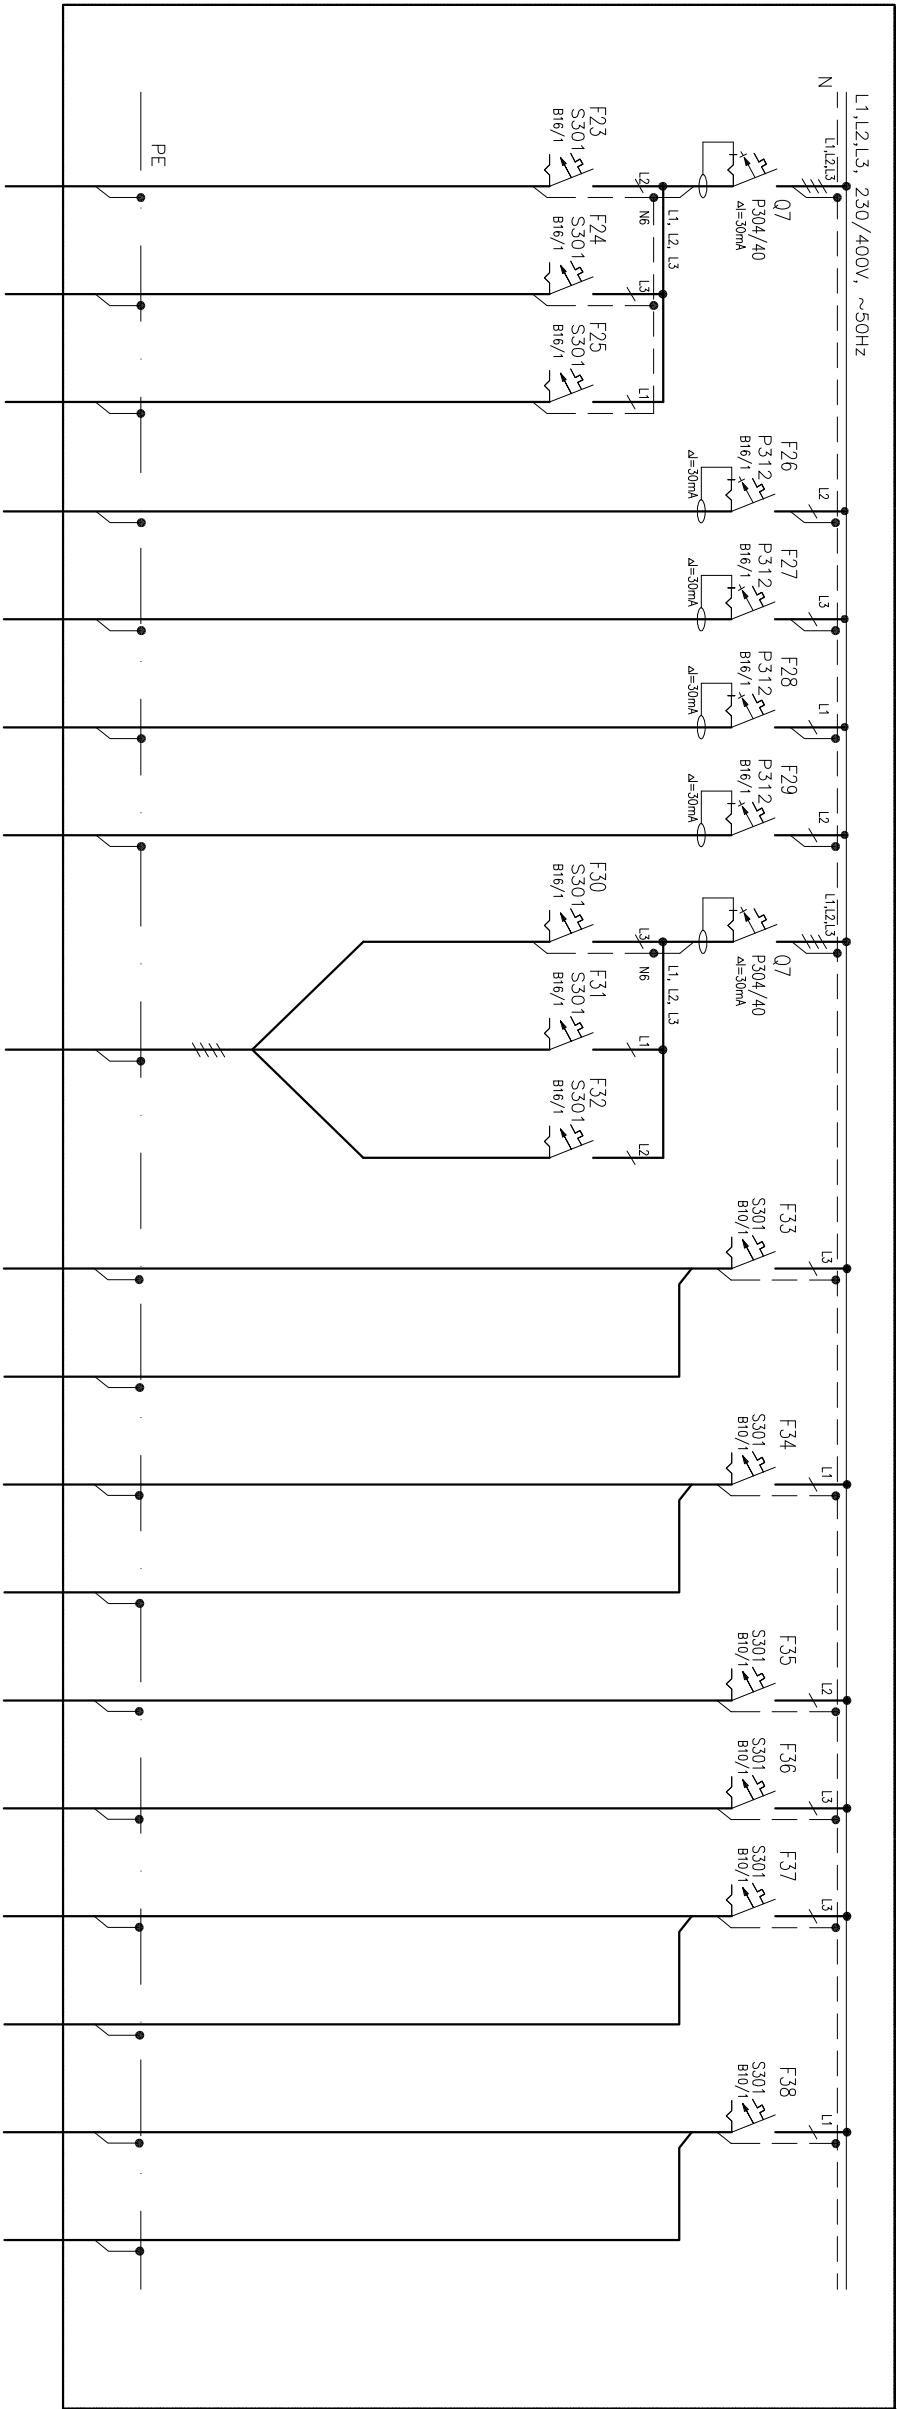 L1,L2,L3, 230/400V, ~50Hz
N
PE
L1,L2,L3
Q7
P304/40
ΔI=30mA
L1, L2, L3
N6
F23
S301
B16/1
L2
F24
S301
B16/1
L3
F25
S301
B16/1
L1
F26
P312
B16/1
ΔI=30mA
L2
F27
P312
B16/1
ΔI=30mA
L3
F28
P312
B16/1
ΔI=30mA
L1
F29
P312
B16/1
ΔI=30mA
L2
L1,L2,L3
Q7
P304/40
ΔI=30mA
L1, L2, L3
N6
F30
S301
B16/1
L3
F31
S301
B16/1
L1
F32
S301
B16/1
L2
F33
S301
B10/1
L3
F34
S301
B10/1
L1
F35
S301
B10/1
L2
F36
S301
B10/1
L3
F37
S301
B10/1
L3
F38
S301
B10/1
L1